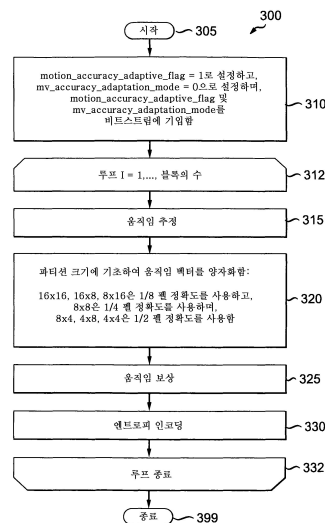 300
시작
305
motion_accuracy_adaptive_flag = 1로 설정하고,
mv_accuracy_adaptation_mode = 0으로 설정하며,
motion_accuracy_adaptive_flag 및
mv_accuracy_adaptation_mode를
비트스트림에 기입함
310
루프 I = 1,..., 블록의 수
312
움직임 추정
315
파티션 크기에 기초하여 움직임 벡터를 양자화함:
16x16, 16x8, 8x16은 1/8 펠 정확도를 사용하고,
8x8은 1/4 펠 정확도를 사용하며,
8x4, 4x8, 4x4은 1/2 펠 정확도를 사용함
320
움직임 보상
325
엔트로피 인코딩
330
루프 종료
332
종료
399